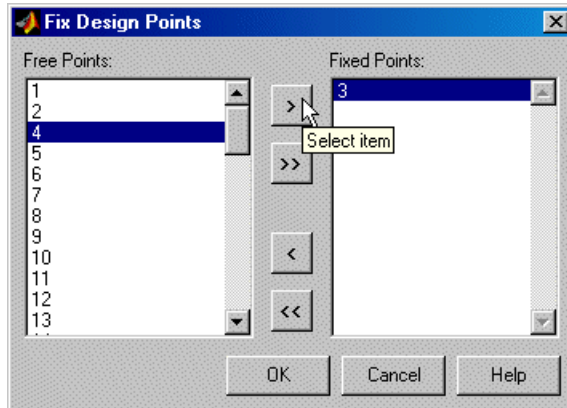 Fix Design Points
Free Points:
Fixed Points:
1
2
4
5
6
7
8
9
10
11
12
13
3
>
Select item
>>
<
<<
OK
Cancel
Help